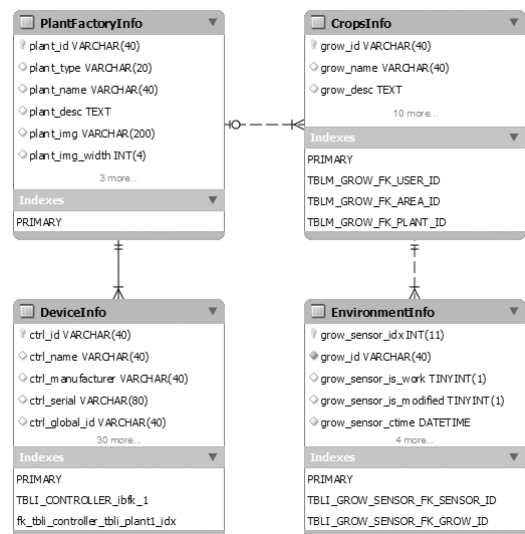 PlantFactoryInfo
plant_id VARCHAR(40)
plant_type VARCHAR(20)
plant_name VARCHAR(40)
plant_desc TEXT
plant_img VARCHAR(200)
plant_img_width INT(4)
3 more...
Indexes
PRIMARY
CropsInfo
grow_id VARCHAR(40)
grow_name VARCHAR(40)
grow_desc TEXT
10 more...
Indexes
PRIMARY
TBLM_GROW_FK_USER_ID
TBLM_GROW_FK_AREA_ID
TBLM_GROW_FK_PLANT_ID
DeviceInfo
ctrl_id VARCHAR(40)
ctrl_name VARCHAR(40)
ctrl_manufacturer VARCHAR(40)
ctrl_serial VARCHAR(80)
ctrl_global_id VARCHAR(40)
30 more...
Indexes
PRIMARY
TBLI_CONTROLLER_ibfk_1
fk_tbli_controller_tbli_plant1_idx
EnvironmentInfo
grow_sensor_idx INT(11)
grow_id VARCHAR(40)
grow_sensor_is_work TINYINT(1)
grow_sensor_is_modified TINYINT(1)
grow_sensor_ctime DATETIME
4 more...
Indexes
PRIMARY
TBLI_GROW_SENSOR_FK_SENSOR_ID
TBLI_GROW_SENSOR_FK_GROW_ID